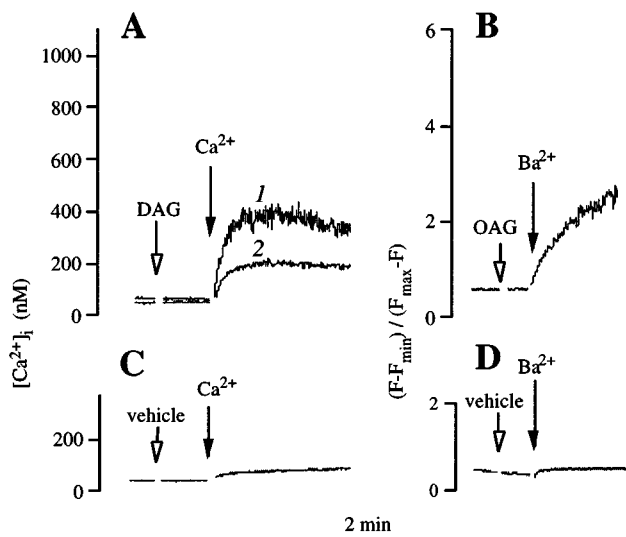 A
1000
800
600
400
200
0
[Ca2+]i (nM)
DAG
Ca2+
1
2
B
6
4
2
0
(F-Fmin) / (Fmax-F)
OAG
Ba2+
C
200
0
vehicle
Ca2+
D
2
0
vehicle
Ba2+
2 min